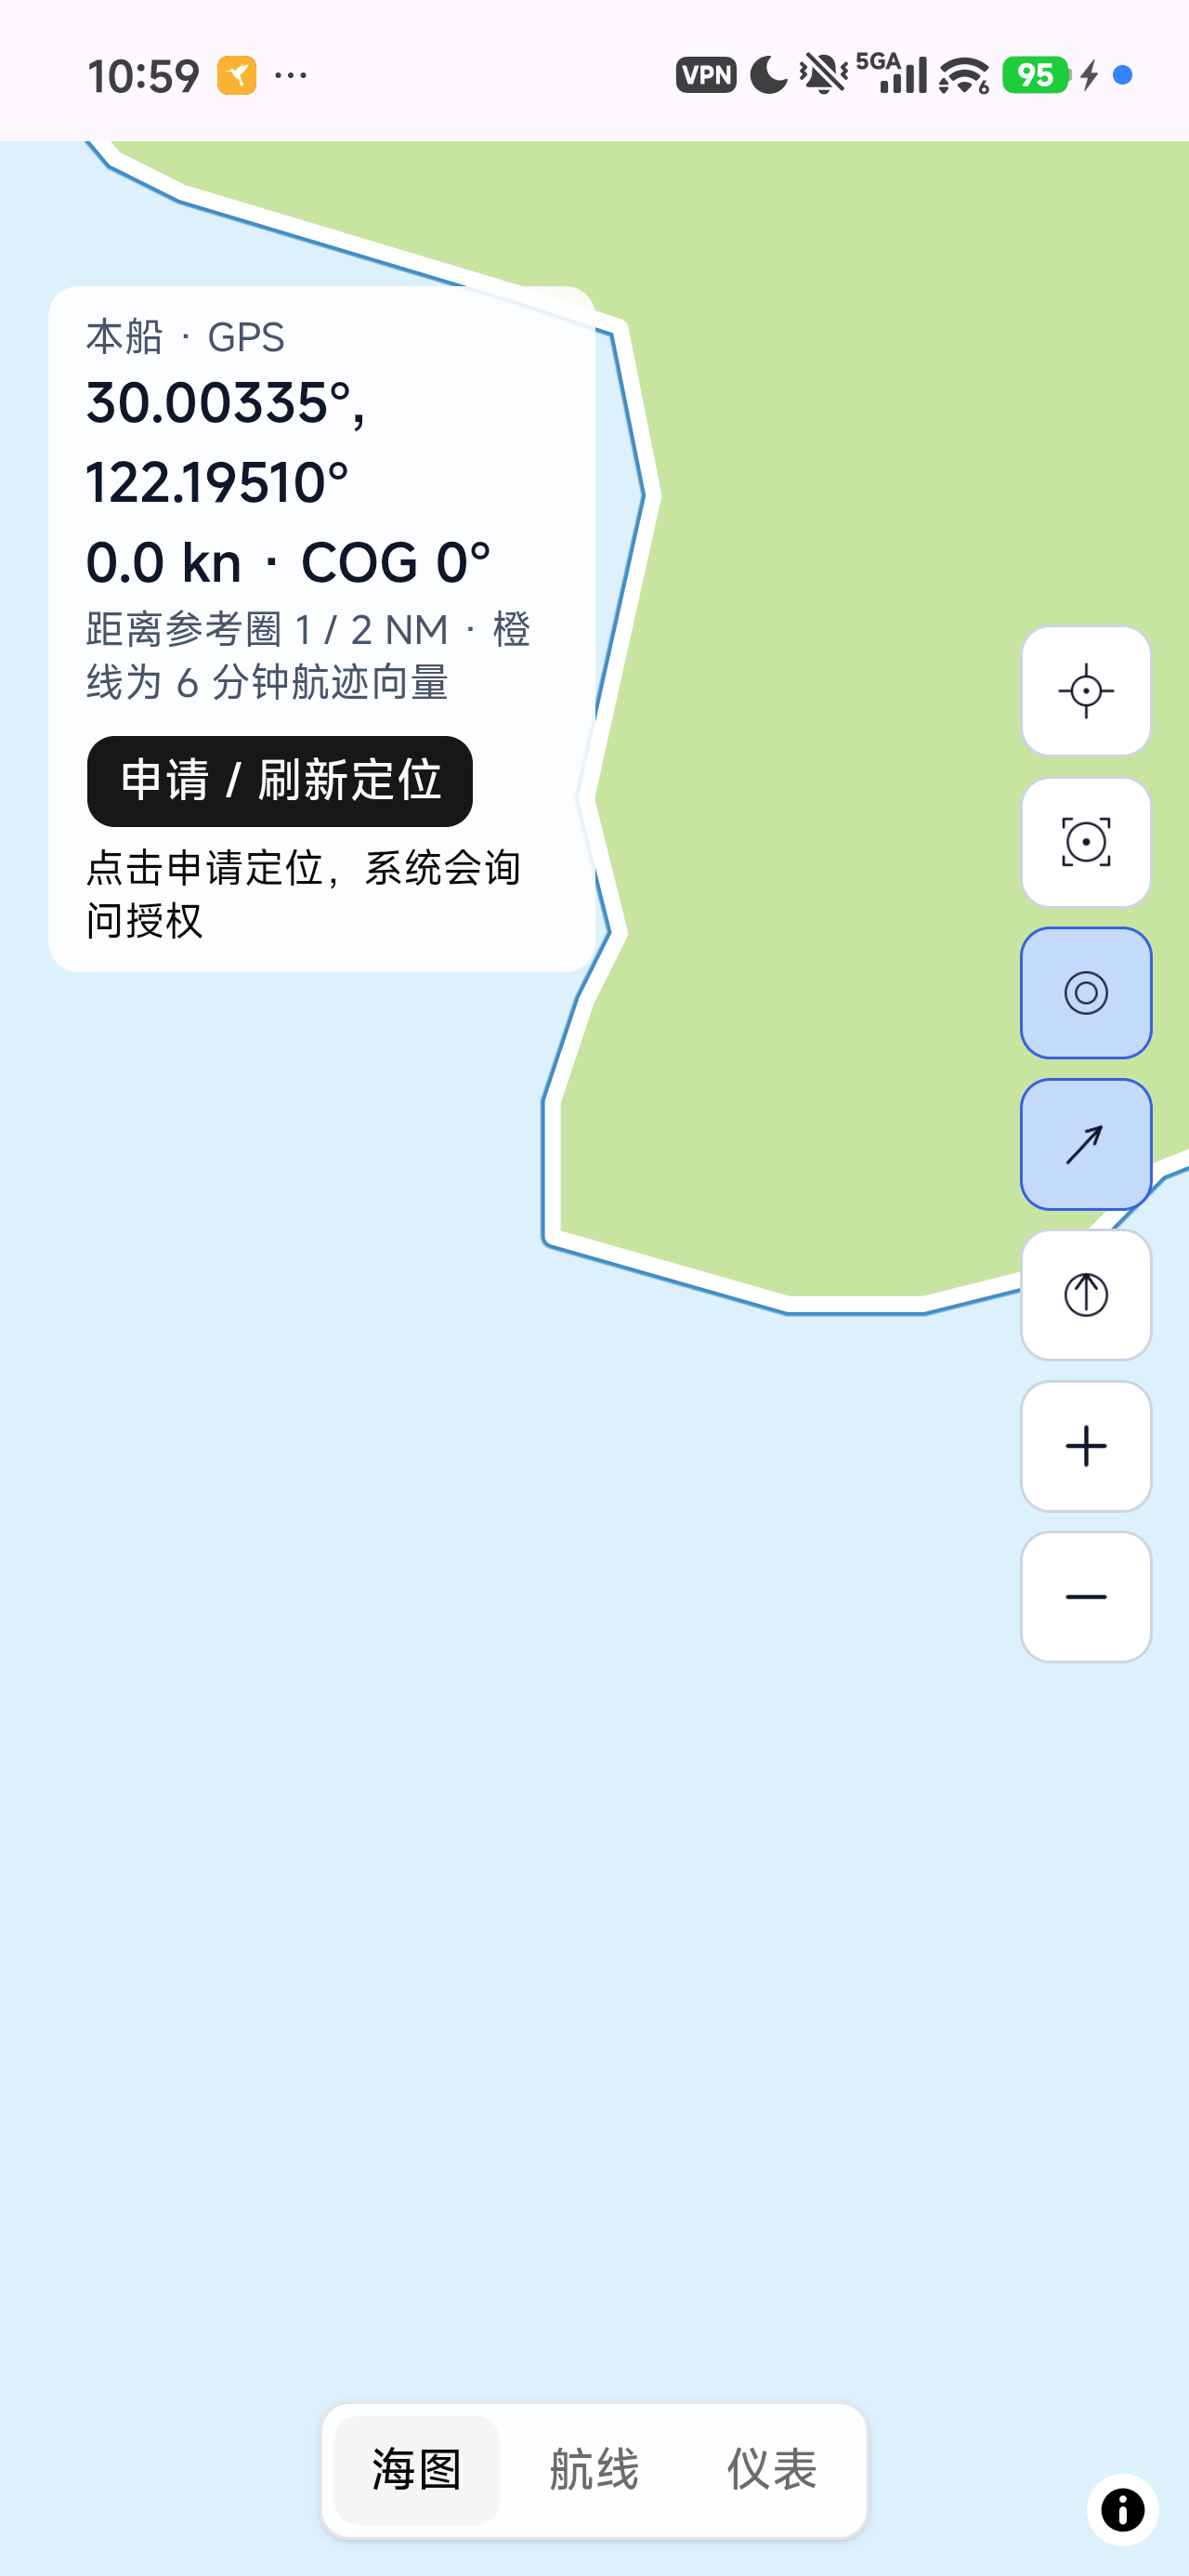 10:59
VPN 5GA 6 95
本船 · GPS
30.00335°,
122.19510°
0.0 kn · COG 0°
距离参考圈 1 / 2 NM · 橙
线为 6 分钟航迹向量
申请 / 刷新定位
点击申请定位，系统会询
问授权
海图 航线 仪表